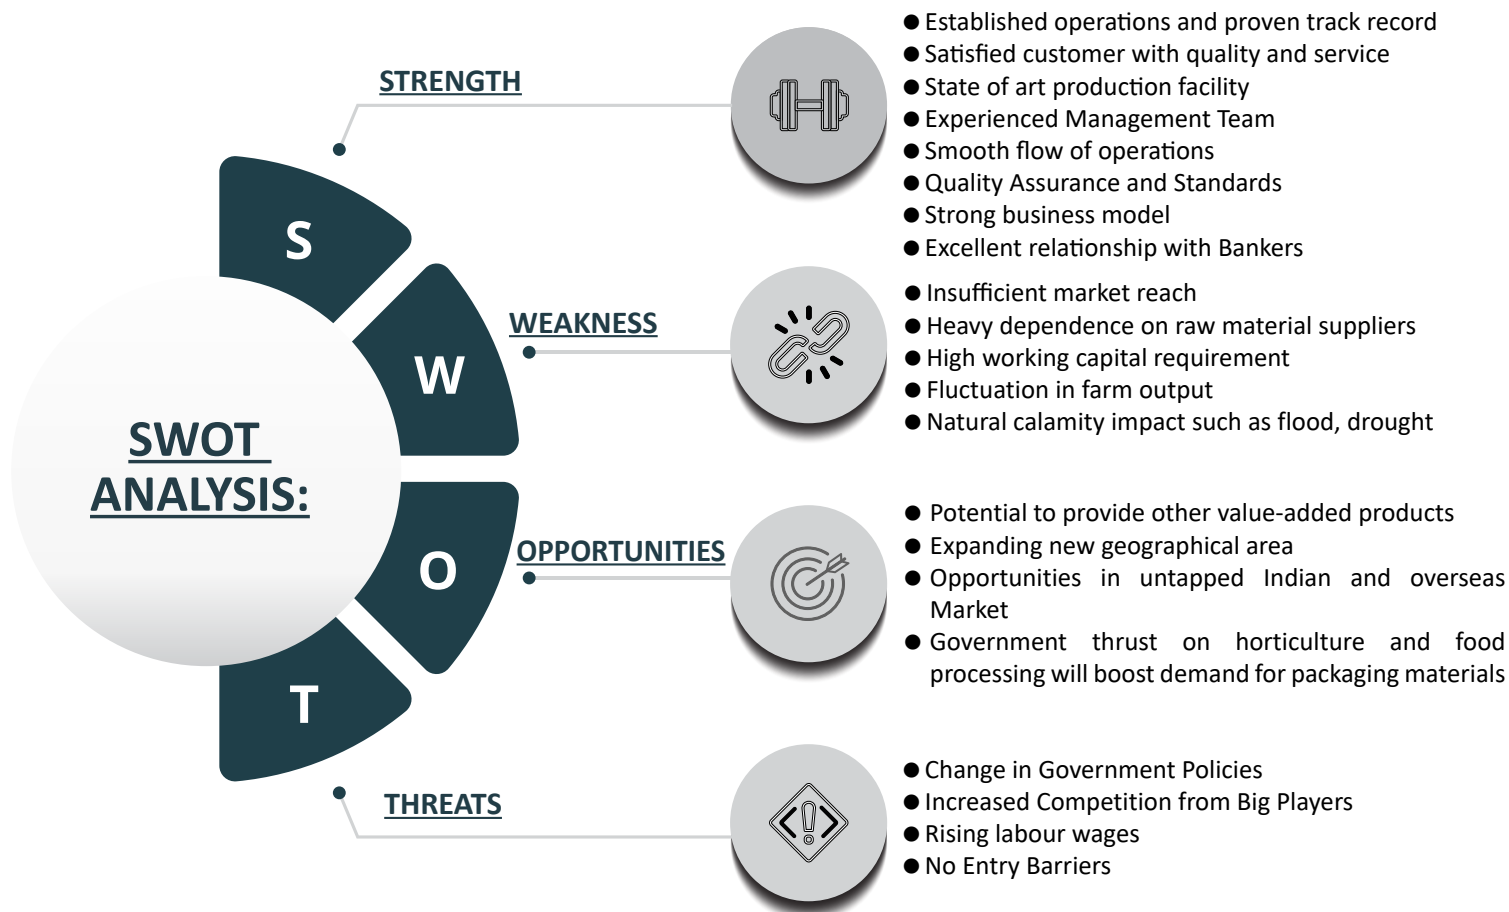 SWOT
ANALYSIS:
S
W
O
T
STRENGTH
● Established operations and proven track record
● Satisfied customer with quality and service
● State of art production facility
● Experienced Management Team
● Smooth flow of operations
● Quality Assurance and Standards
● Strong business model
● Excellent relationship with Bankers
WEAKNESS
● Insufficient market reach
● Heavy dependence on raw material suppliers
● High working capital requirement
● Fluctuation in farm output
● Natural calamity impact such as flood, drought
OPPORTUNITIES
● Potential to provide other value-added products
● Expanding new geographical area
● Opportunities in untapped Indian and overseas
Market
● Government thrust on horticulture and food
processing will boost demand for packaging materials
THREATS
● Change in Government Policies
● Increased Competition from Big Players
● Rising labour wages
● No Entry Barriers